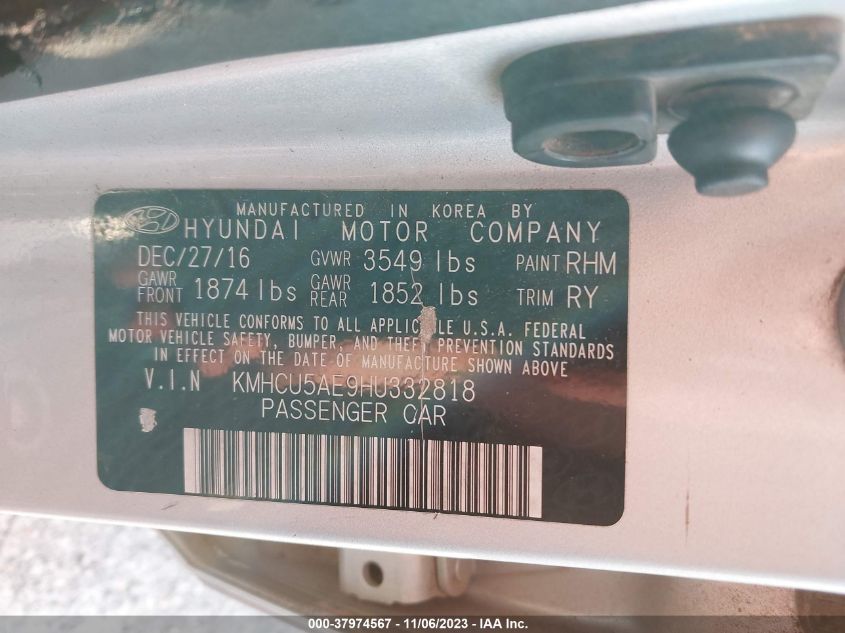 MANUFACTURED IN KOREA BY
HYUNDAI MOTOR COMPANY
DEC/27/16 GVWR 3549 lbs PAINT RHM
GAWR FRONT 1874 lbs GAWR REAR 1852 lbs TRIM RY
THIS VEHICLE CONFORMS TO ALL APPLIC LE U.S.A. FEDERAL
MOTOR VEHICLE SAFETY, BUMPER, AND THEFT PREVENTION STANDARDS
IN EFFECT ON THE DATE OF MANUFACTURE SHOWN ABOVE
V.I.N KMHCU5AE9HU332818
PASSENGER CAR
000-37974567 - 11/06/2023 - IAA Inc.